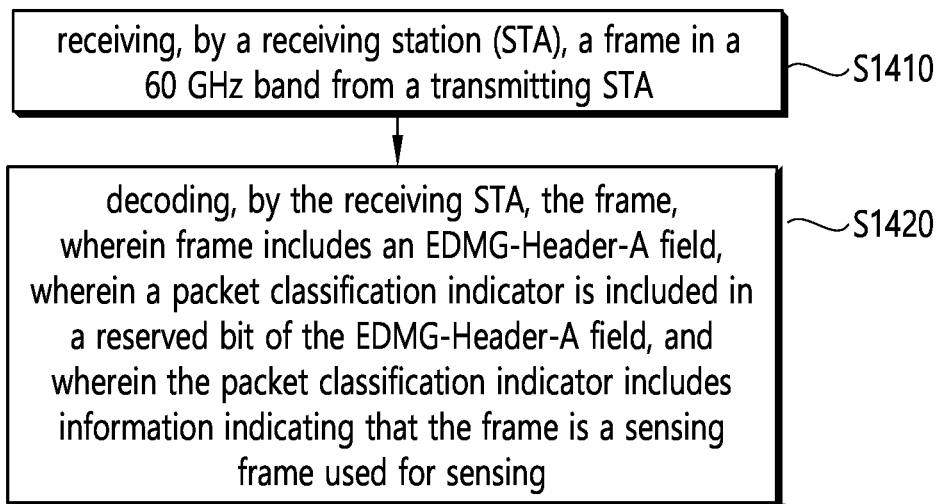 receiving, by a receiving station (STA), a frame in a
60 GHz band from a transmitting STA
S1410
decoding, by the receiving STA, the frame,
wherein frame includes an EDMG-Header-A field,
wherein a packet classification indicator is included in
a reserved bit of the EDMG-Header-A field, and
wherein the packet classification indicator includes
information indicating that the frame is a sensing
frame used for sensing
S1420